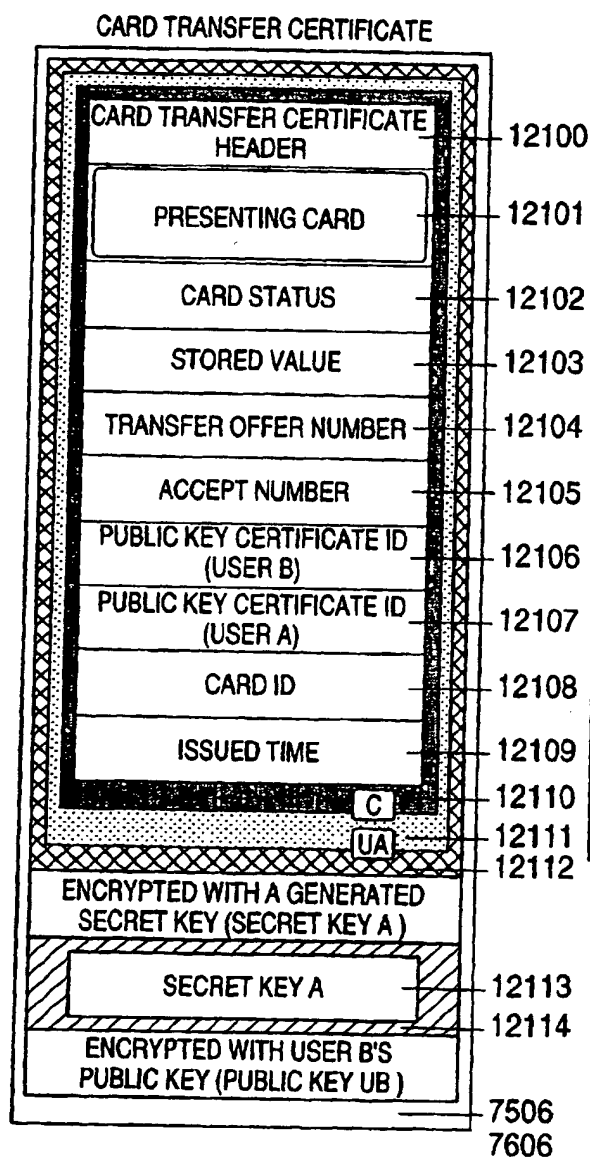 CARD TRANSFER CERTIFICATE
CARD TRANSFER CERTIFICATE
HEADER
12100
PRESENTING CARD
12101
CARD STATUS
12102
STORED VALUE
12103
TRANSFER OFFER NUMBER
12104
ACCEPT NUMBER
12105
PUBLIC KEY CERTIFICATE ID
(USER B)
12106
PUBLIC KEY CERTIFICATE ID
(USER A)
12107
CARD ID
12108
ISSUED TIME
12109
C
12110
UA
12111
12112
ENCRYPTED WITH A GENERATED
SECRET KEY (SECRET KEY A)
SECRET KEY A
12113
12114
ENCRYPTED WITH USER B'S
PUBLIC KEY (PUBLIC KEY UB)
7506
7606